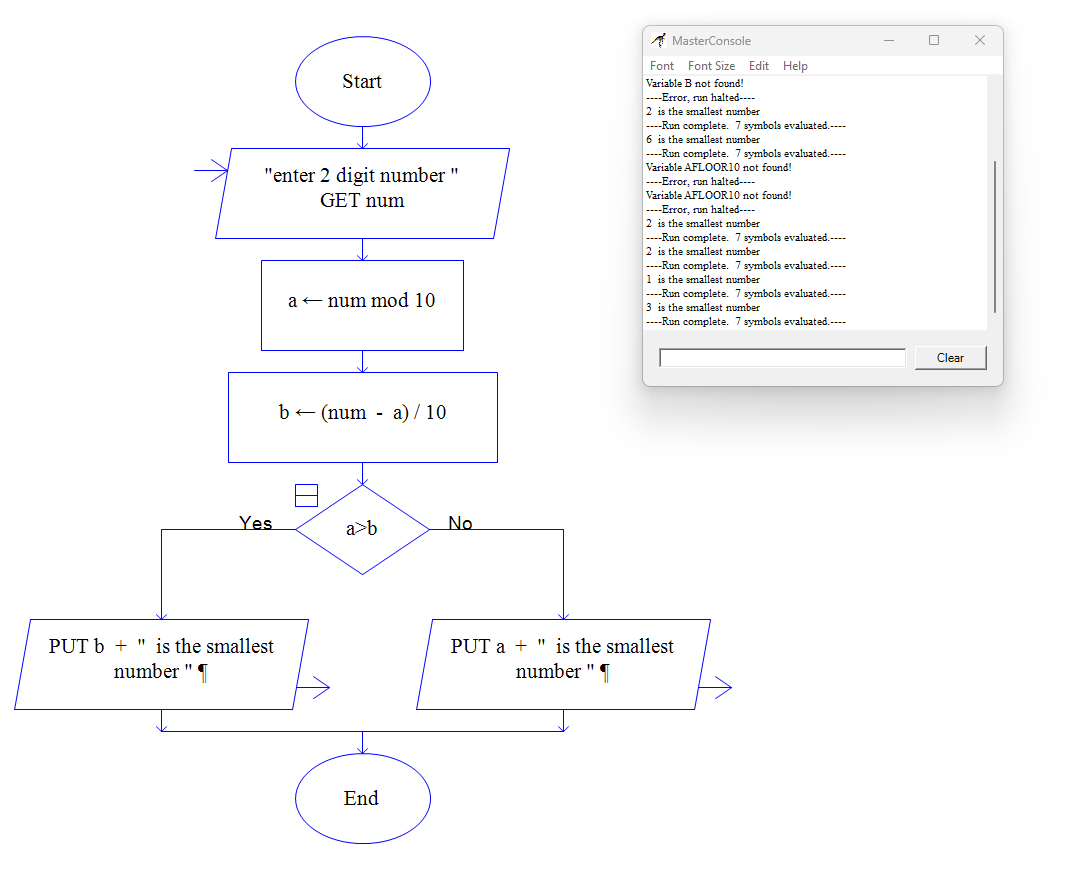 Start
"enter 2 digit number "
GET num
a ← num mod 10
b ← (num - a) / 10
a>b
Yes
No
PUT b + " is the smallest
number " ¶
PUT a + " is the smallest
number " ¶
End
MasterConsole
Font Font Size Edit Help
Variable B not found!
----Error, run halted----
2 is the smallest number
----Run complete. 7 symbols evaluated.----
6 is the smallest number
----Run complete. 7 symbols evaluated.----
Variable AFLOOR10 not found!
----Error, run halted----
Variable AFLOOR10 not found!
----Error, run halted----
2 is the smallest number
----Run complete. 7 symbols evaluated.----
2 is the smallest number
----Run complete. 7 symbols evaluated.----
1 is the smallest number
----Run complete. 7 symbols evaluated.----
3 is the smallest number
----Run complete. 7 symbols evaluated.----
Clear